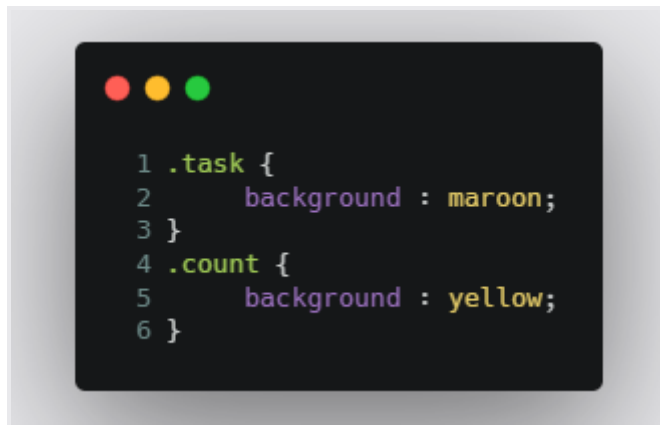 1 .task {
2 background : maroon;
3 }
4 .count {
5 background : yellow;
6 }